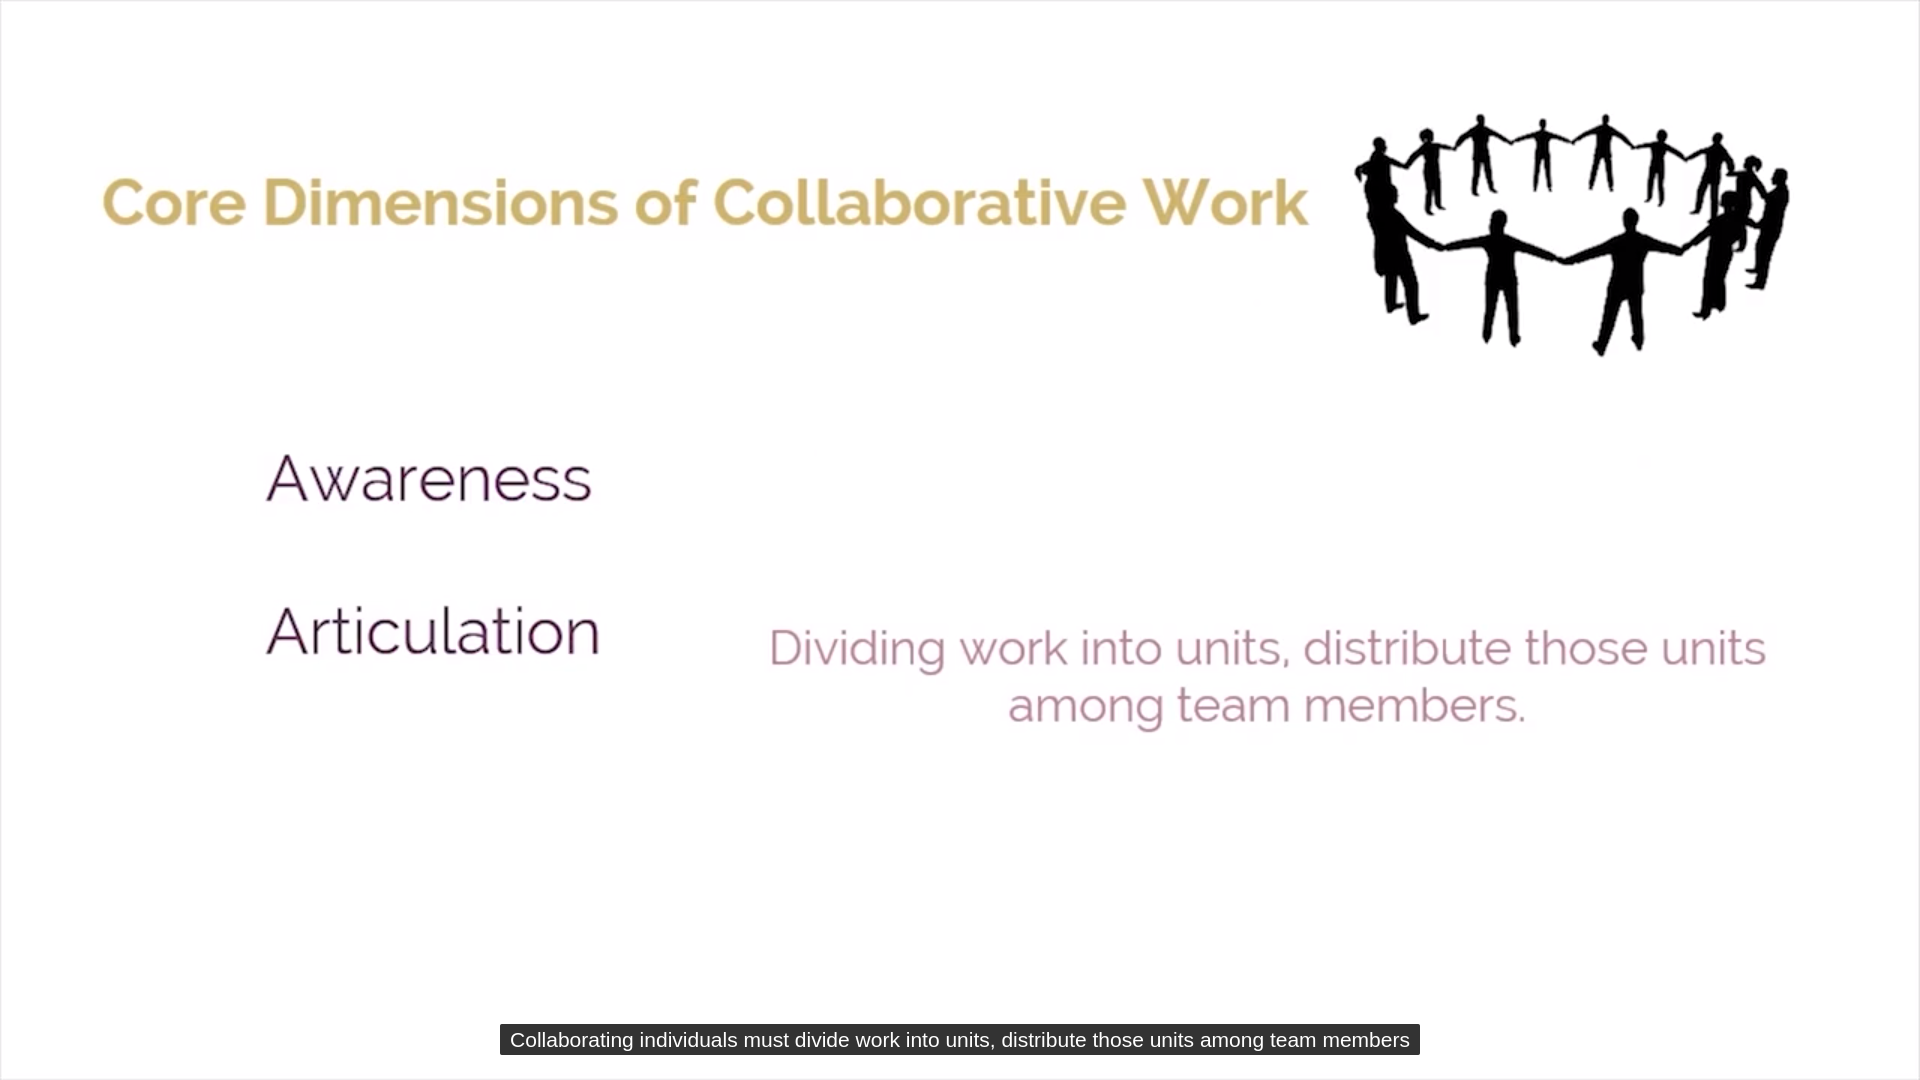 Core Dimensions of Collaborative Work
Awareness
Articulation
Dividing work into units, distribute those units
among team members.
Collaborating individuals must divide work into units, distribute those units among team members